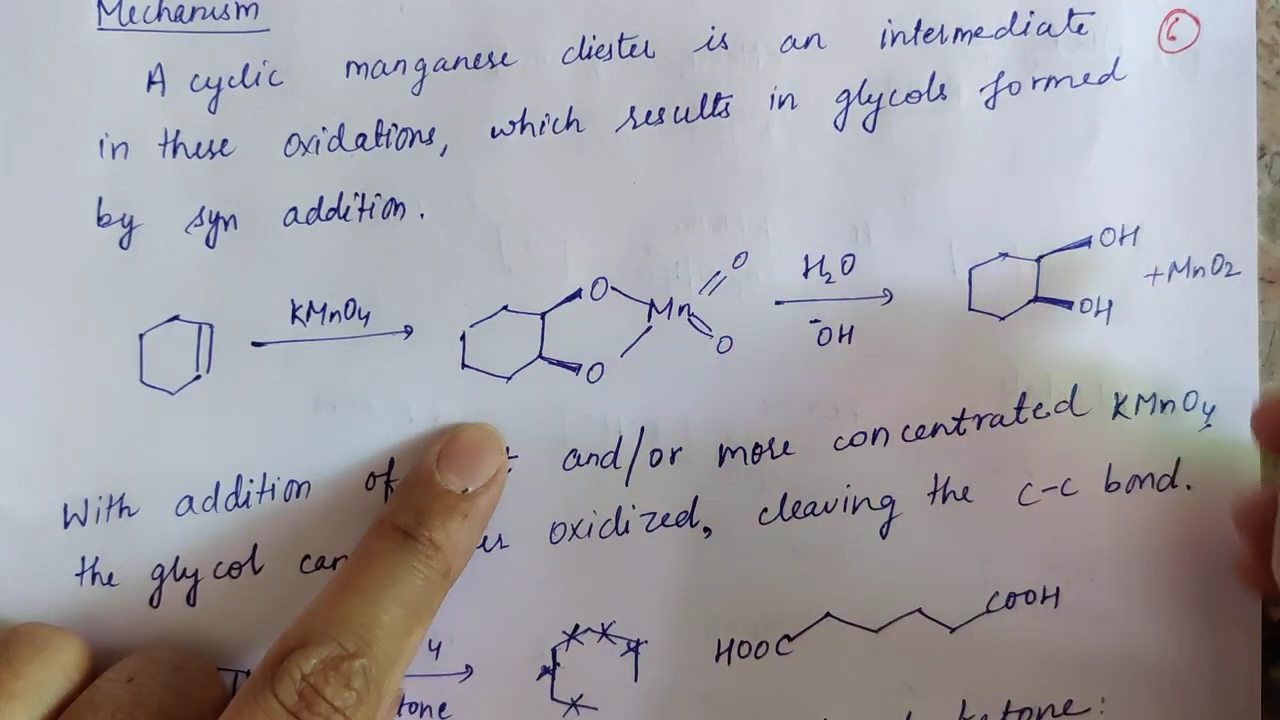 Mechanism
6
A cyclic manganese diester is an intermediate
in these oxidations, which results in glycols formed
by syn addition.
KMnO4
O
O
Mn
O
O
H2O
-OH
OH
OH
+MnO2
With addition of and/or more concentrated KMnO4,
the glycol can oxidized, cleaving the C-C bond.
4
HOOC
COOH
ketone: